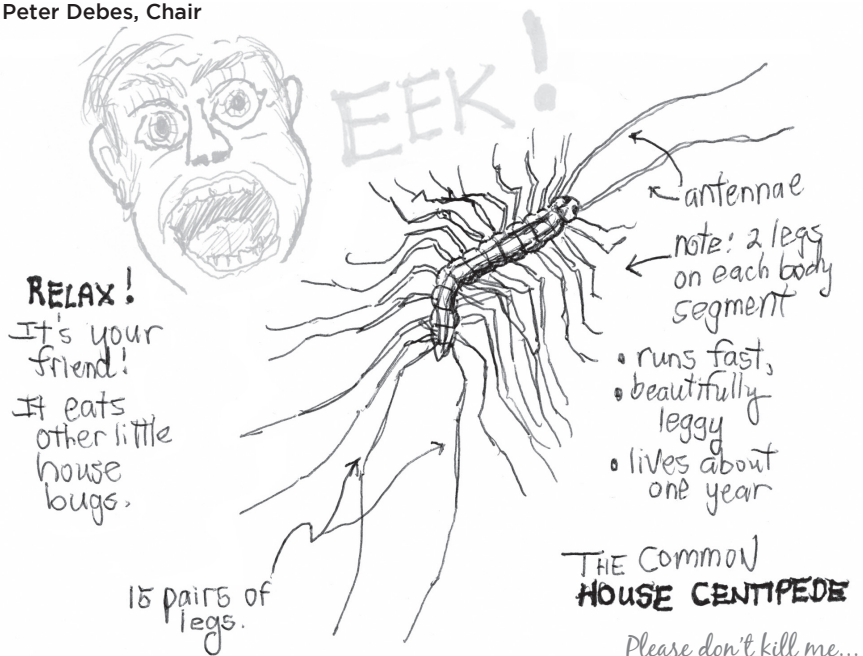 Peter Debes, Chair
EEK!
antennae
note: 2 legs
on each body
segment
RELAX!
It's your
friend!
It eats
other little
house
bugs.
• runs fast,
• beautifully
leggy
• lives about
one year
15 pairs of
legs.
THE COMMON
HOUSE CENTIPEDE
Please don't kill me...